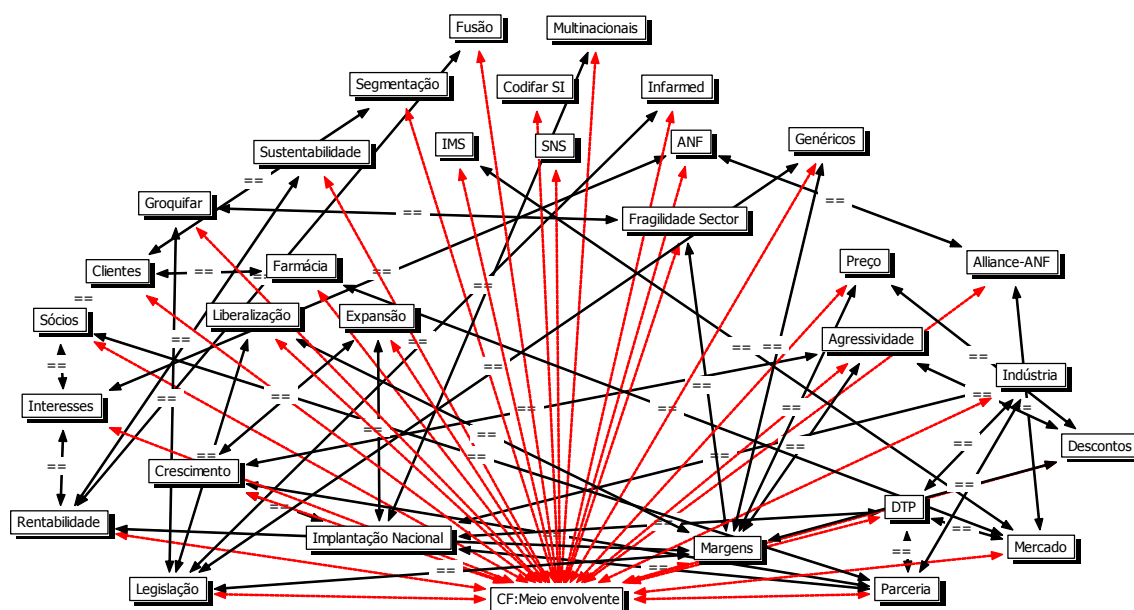 Fusão
Multinacionais
Segmentação
Codifar SI
Infarmed
IMS
SNS
ANF
Genéricos
Sustentabilidade
==
Groquifar
==
Fragilidade Sector
==
Clientes
==
Farmácia
==
Preço
Alliance-ANF
==
==
Sócios
Liberalização
Expansão
==
Agressividade
==
==
==
==
==
Indústria
Interesses
==
==
==
==
==
==
Descontos
==
Crescimento
==
==
==
==
Rentabilidade
==
Implantação Nacional
==
Margens
DTP
==
Mercado
==
==
==
Legislação
CF:Meio envolvente
Parceria